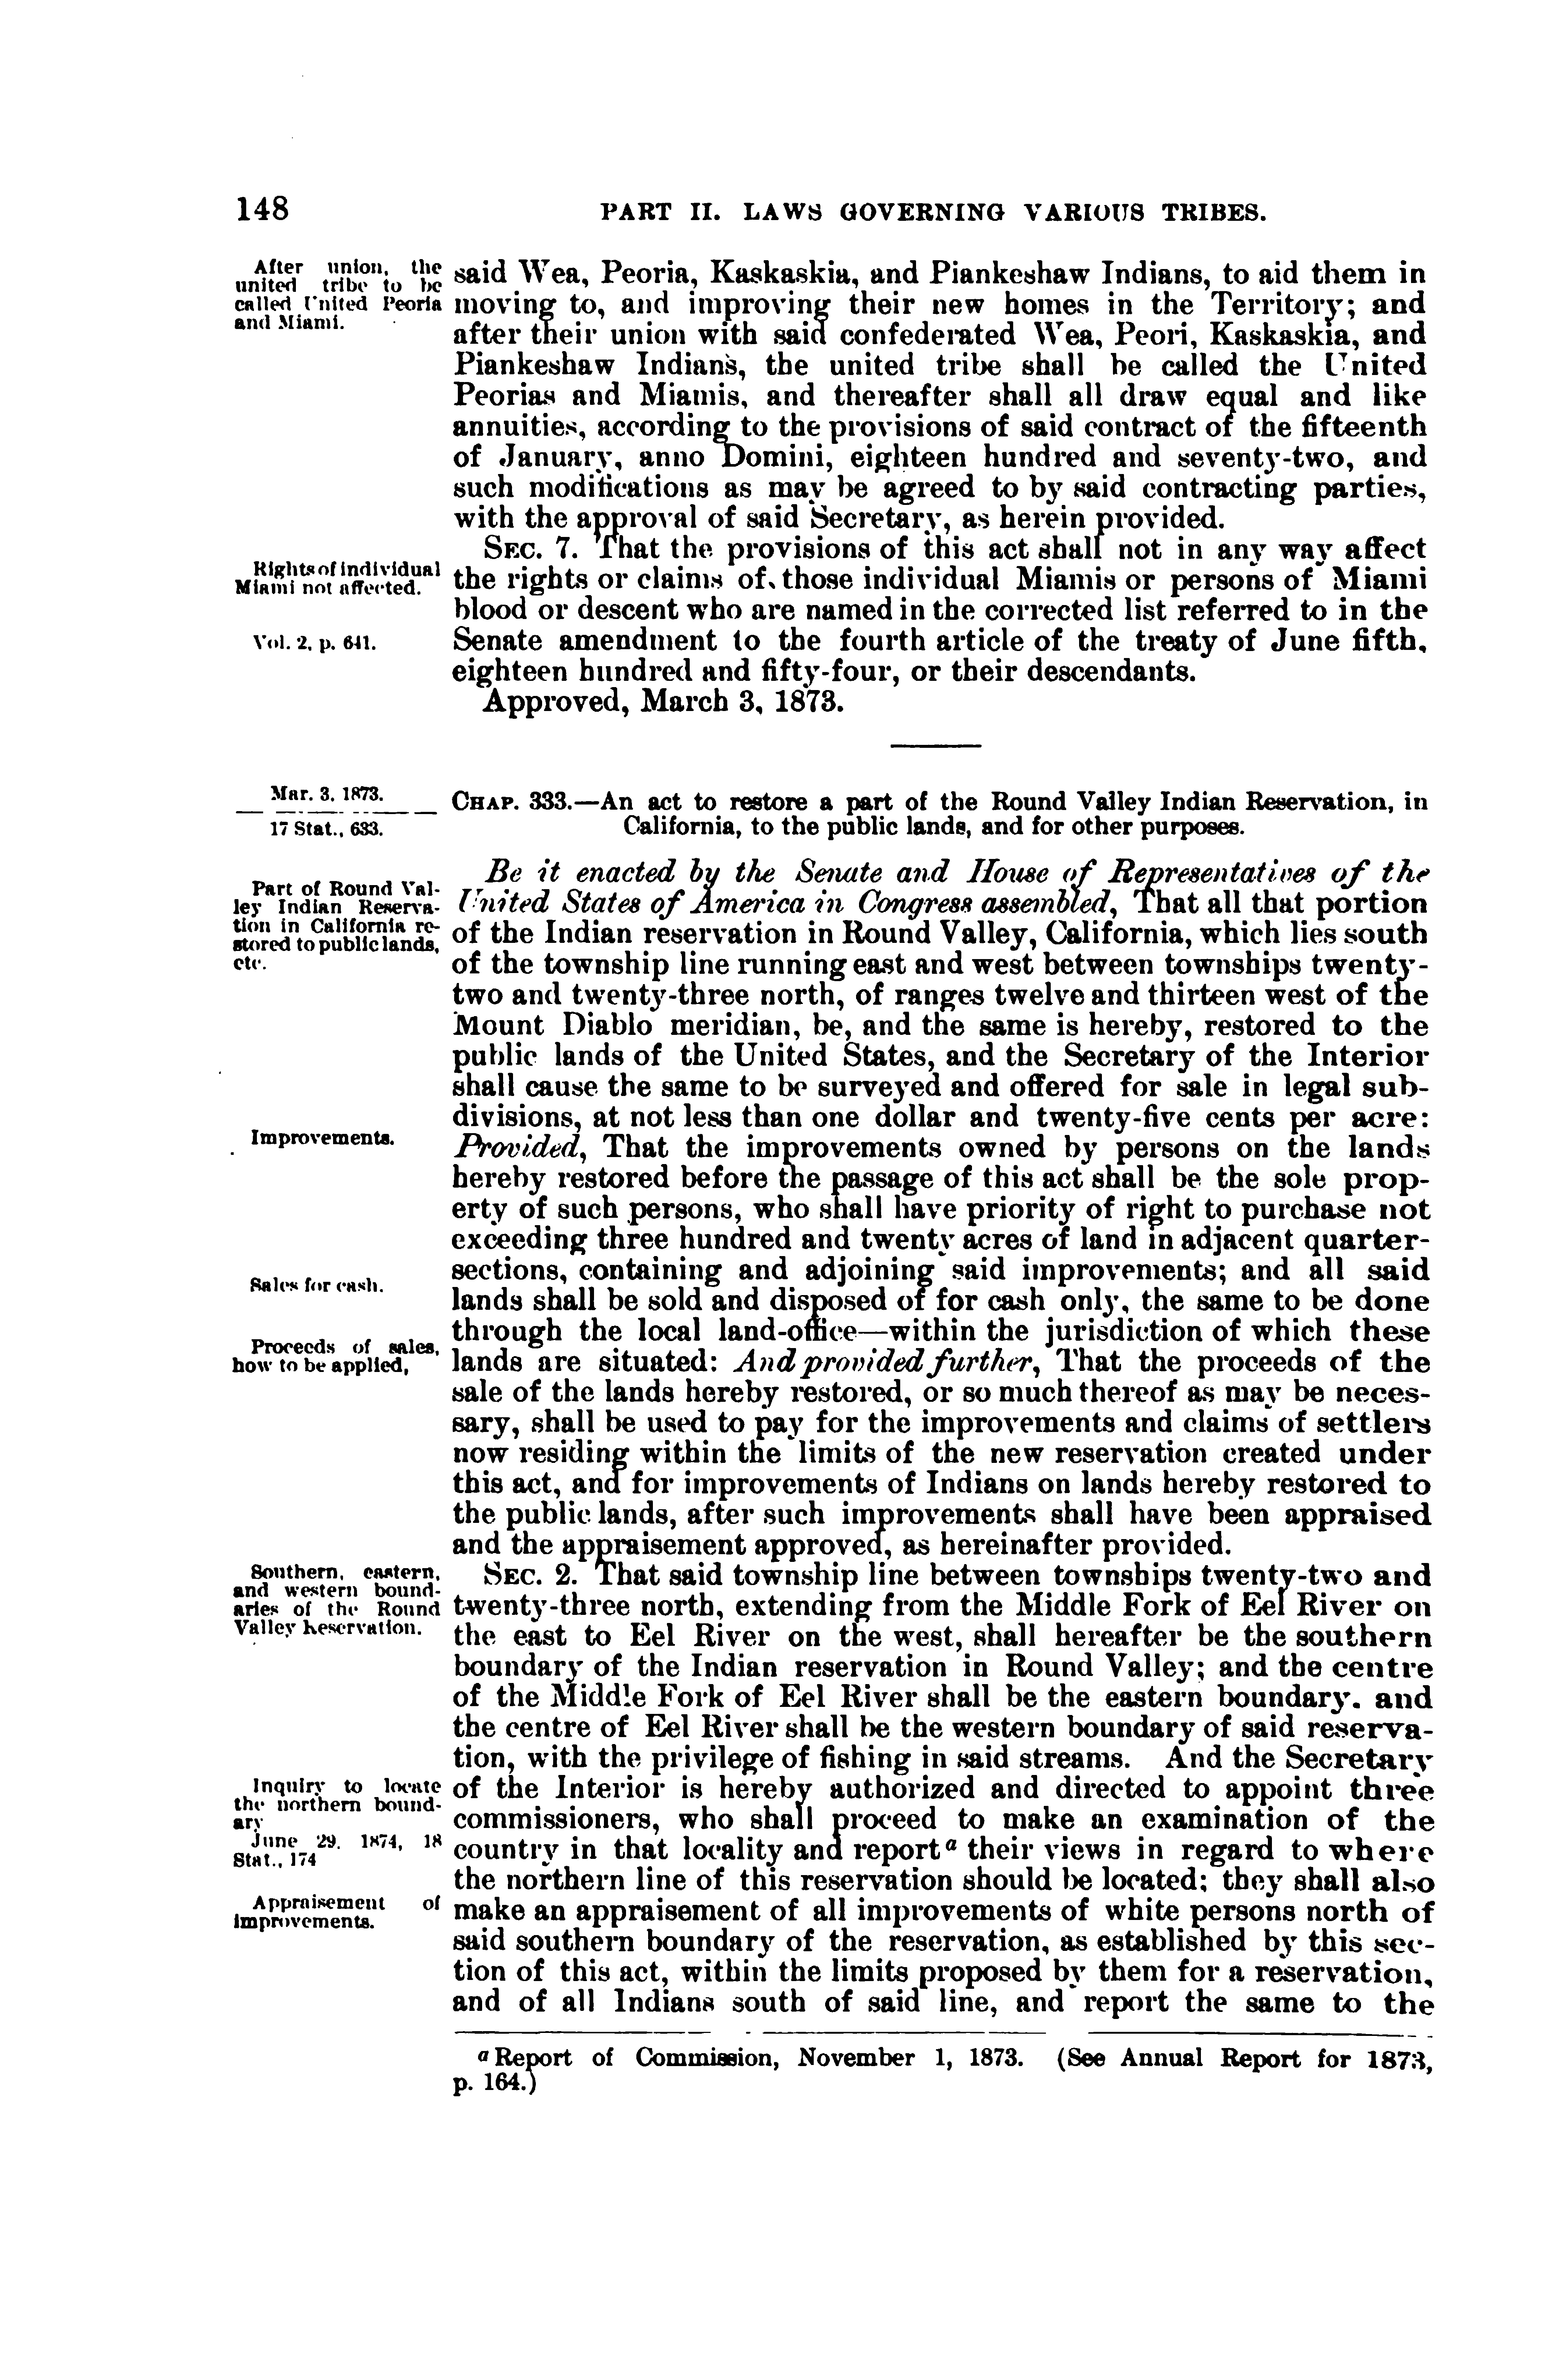 148
PART II. LAWS GOVERNING VARIOUS TRIBES.
After union, the
united tribe to be
called United Peoria
and Miami.
said Wea, Peoria, Kaskaskia, and Piankeshaw Indians, to aid them in
moving to, and improving their new homes in the Territory; and
after their union with said confederated Wea, Peori, Kaskaskia, and
Piankeshaw Indians, the united tribe shall be called the United
Peorias and Miamis, and thereafter shall all draw equal and like
annuities, according to the provisions of said contract of the fifteenth
of January, anno Domini, eighteen hundred and seventy-two, and
such modifications as may be agreed to by said contracting parties,
with the approval of said Secretary, as herein provided.
Rights of individual
Miami not affected.
Vol. 2, p. 641.
SEC. 7. That the provisions of this act shall not in any way affect
the rights or claims of those individual Miamis or persons of Miami
blood or descent who are named in the corrected list referred to in the
Senate amendment to the fourth article of the treaty of June fifth,
eighteen hundred and fifty-four, or their descendants.
Approved, March 3, 1873.
Mar. 3, 1873.
17 Stat., 633.
CHAP. 333.—An act to restore a part of the Round Valley Indian Reservation, in
California, to the public lands, and for other purposes.
Part of Round Val-
ley Indian Reserva-
tion in California re-
stored to public lands,
etc.
Be it enacted by the Senate and House of Representatives of the
United States of America in Congress assembled, That all that portion
of the Indian reservation in Round Valley, California, which lies south
of the township line running east and west between townships twenty-
two and twenty-three north, of ranges twelve and thirteen west of the
Mount Diablo meridian, be, and the same is hereby, restored to the
public lands of the United States, and the Secretary of the Interior
shall cause the same to be surveyed and offered for sale in legal sub-
divisions, at not less than one dollar and twenty-five cents per acre:
Improvements.
Provided, That the improvements owned by persons on the lands
hereby restored before the passage of this act shall be the sole prop-
erty of such persons, who shall have priority of right to purchase not
exceeding three hundred and twenty acres of land in adjacent quarter-
sections, containing and adjoining said improvements; and all said
Sales for cash.
lands shall be sold and disposed of for cash only, the same to be done
through the local land-office—within the jurisdiction of which these
Proceeds of sales,
how to be applied,
lands are situated: And provided further, That the proceeds of the
sale of the lands hereby restored, or so much thereof as may be neces-
sary, shall be used to pay for the improvements and claims of settlers
now residing within the limits of the new reservation created under
this act, and for improvements of Indians on lands hereby restored to
the public lands, after such improvements shall have been appraised
and the appraisement approved, as hereinafter provided.
Southern, eastern,
and western bound-
aries of the Round
Valley Reservation.
SEC. 2. That said township line between townships twenty-two and
twenty-three north, extending from the Middle Fork of Eel River on
the east to Eel River on the west, shall hereafter be the southern
boundary of the Indian reservation in Round Valley; and the centre
of the Middle Fork of Eel River shall be the eastern boundary, and
the centre of Eel River shall be the western boundary of said reserva-
tion, with the privilege of fishing in said streams. And the Secretary
Inquiry to locate
the northern bound-
ary
June 29, 1874, 18
Stat., 174
of the Interior is hereby authorized and directed to appoint three
commissioners, who shall proceed to make an examination of the
country in that locality and report a their views in regard to where
the northern line of this reservation should be located; they shall also
Appraisement of
improvements.
make an appraisement of all improvements of white persons north of
said southern boundary of the reservation, as established by this sec-
tion of this act, within the limits proposed by them for a reservation,
and of all Indians south of said line, and report the same to the
a Report of Commission, November 1, 1873. (See Annual Report for 1873,
p. 164.)